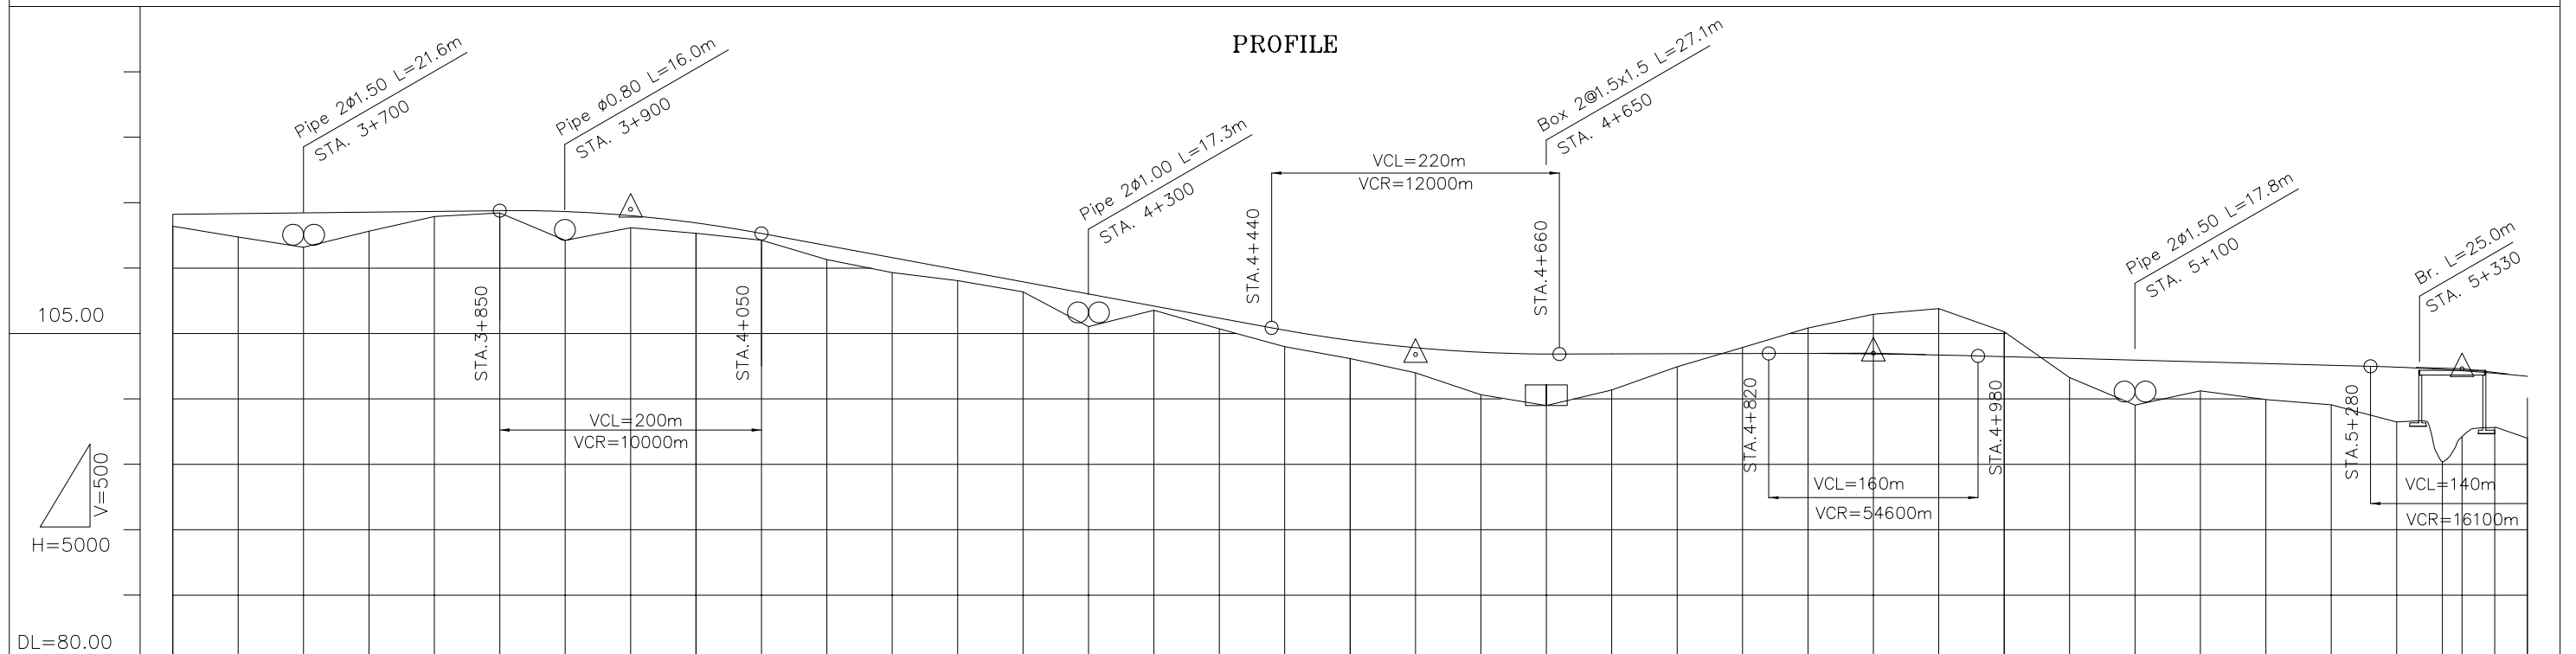 PROFILE
Pipe 2ø1.50 L=21.6m
STA. 3+700
Pipe ø0.80 L=16.0m
STA. 3+900
Pipe 2ø1.00 L=17.3m
STA. 4+300
Box 2@1.5x1.5 L=27.1m
STA. 4+650
Pipe 2ø1.50 L=17.8m
STA. 5+100
Br. L=25.0m
STA. 5+330
VCL=220m
VCR=12000m
STA.4+440
STA.4+660
105.00
STA.3+850
STA.4+050
VCL=200m
VCR=10000m
STA.4+820
STA.4+980
VCL=160m
VCR=54600m
STA.5+280
VCL=140m
VCR=16100m
V=500
H=5000
DL=80.00